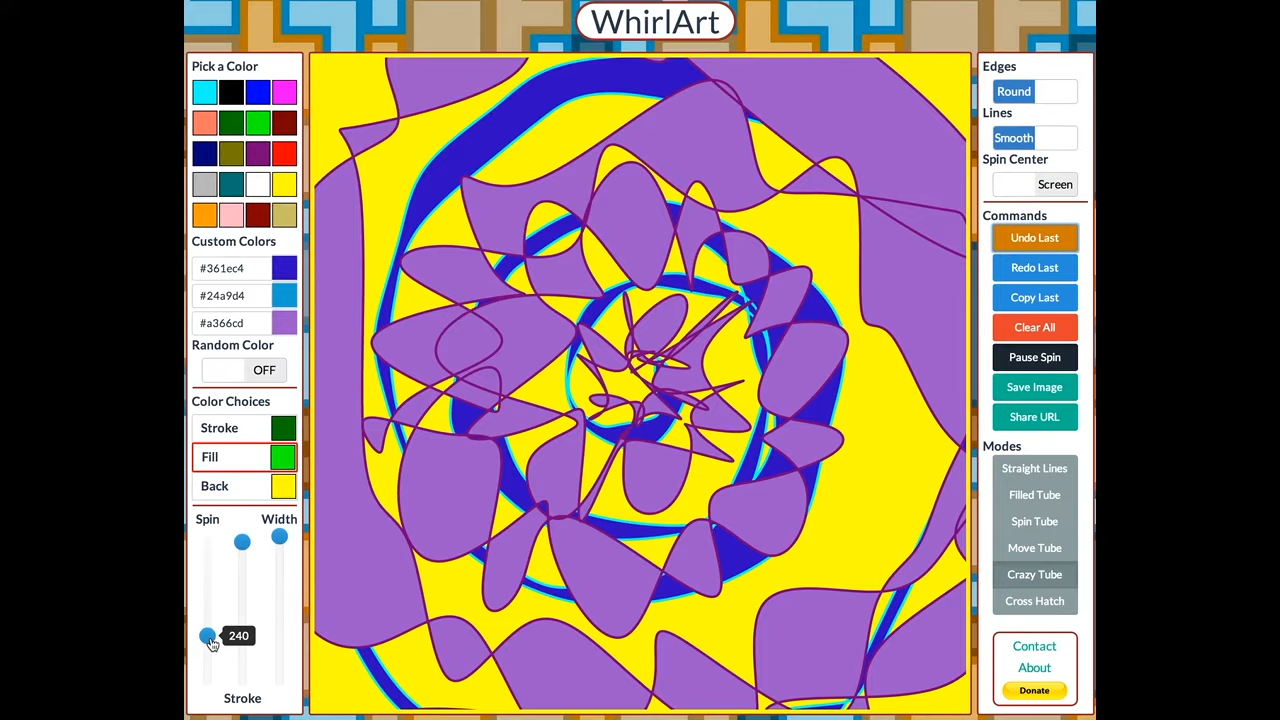 WhirlArt
Pick a Color
Custom Colors
#361ec4
#24a9d4
#a366cd
Random Color
OFF
Color Choices
Stroke
Fill
Back
Spin
Width
240
Stroke
Edges
Round
Lines
Smooth
Spin Center
Screen
Commands
Undo Last
Redo Last
Copy Last
Clear All
Pause Spin
Save Image
Share URL
Modes
Straight Lines
Filled Tube
Spin Tube
Move Tube
Crazy Tube
Cross Hatch
Contact
About
Donate